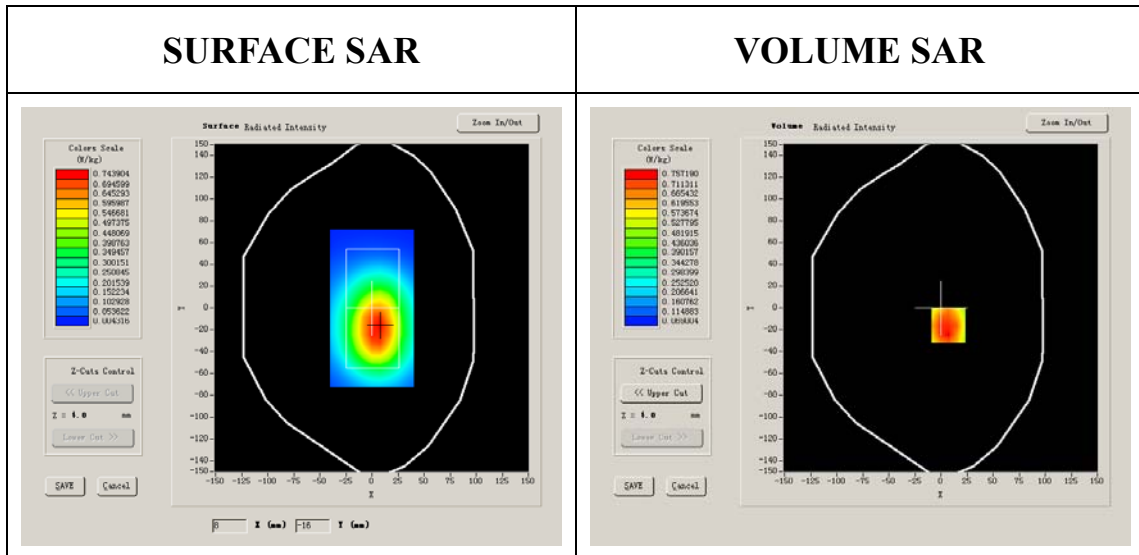 SURFACE SAR
VOLUME SAR
Surface Radiated Intensity
Zoom In/Out
Colors Scale
(W/kg)
0.743904
0.694599
0.645293
0.595987
0.546681
0.497375
0.448069
0.398763
0.349457
0.300151
0.250845
0.201539
0.152234
0.102928
0.053622
0.004316
150
140
120
100
80
60
40
20
0
-20
-40
-60
-80
-100
-120
-140
-150
Y
-150 -125 -100 -75 -50 -25 0 25 50 75 100 125 150
X
Z-Cuts Control
<< Upper Cut
Z = 4.0 mm
Lower Cut >>
SAVE
Cancel
8 X (mm) -16 Y (mm)
Volume Radiated Intensity
Zoom In/Out
Colors Scale
(W/kg)
0.757190
0.711311
0.665432
0.619553
0.573674
0.527795
0.481915
0.436036
0.390157
0.344278
0.298399
0.252520
0.206641
0.160762
0.114883
0.069004
150
140
120
100
80
60
40
20
0
-20
-40
-60
-80
-100
-120
-140
-150
Y
-150 -125 -100 -75 -50 -25 0 25 50 75 100 125 150
X
Z-Cuts Control
<< Upper Cut
Z = 4.0 mm
Lower Cut >>
SAVE
Cancel